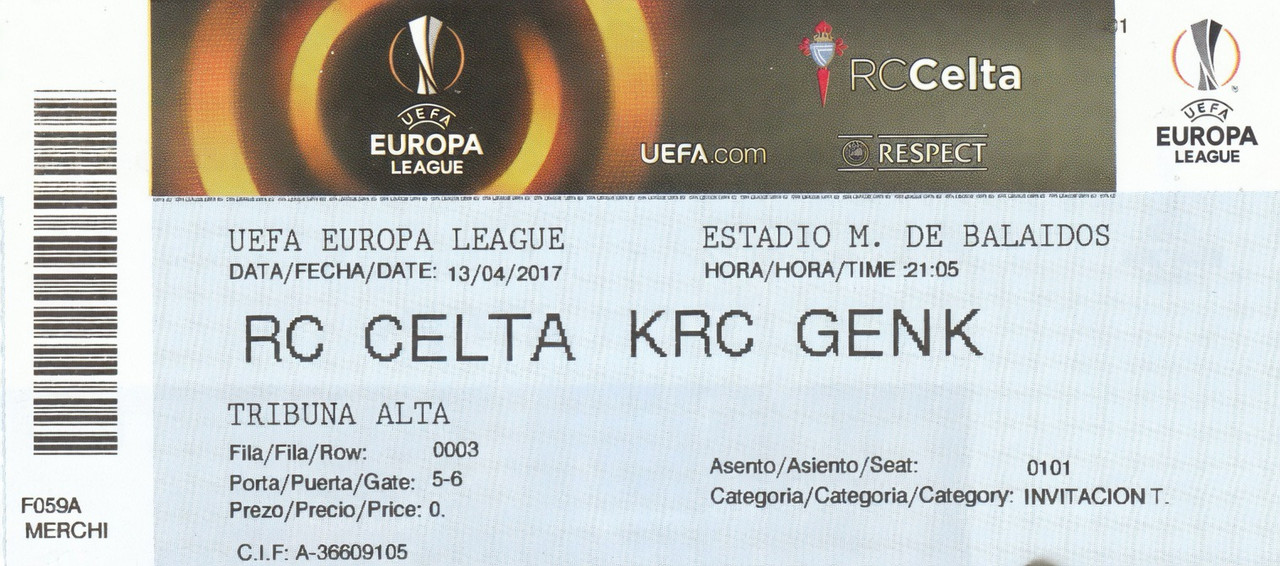 UEFA
EUROPA
LEAGUE
RCCelta
UEFA.com
RESPECT
01
UEFA
EUROPA
LEAGUE
UEFA EUROPA LEAGUE
ESTADIO M. DE BALAIDOS
DATA/FECHA/DATE: 13/04/2017
HORA/HORA/TIME :21:05
RC CELTA KRC GENK
TRIBUNA ALTA
Fila/Fila/Row: 0003
Porta/Puerta/Gate: 5-6
Prezo/Precio/Price: 0.
Asento/Asiento/Seat: 0101
Categoria/Categoria/Category: INVITACION T.
C.I.F: A-36609105
F059A
MERCHI